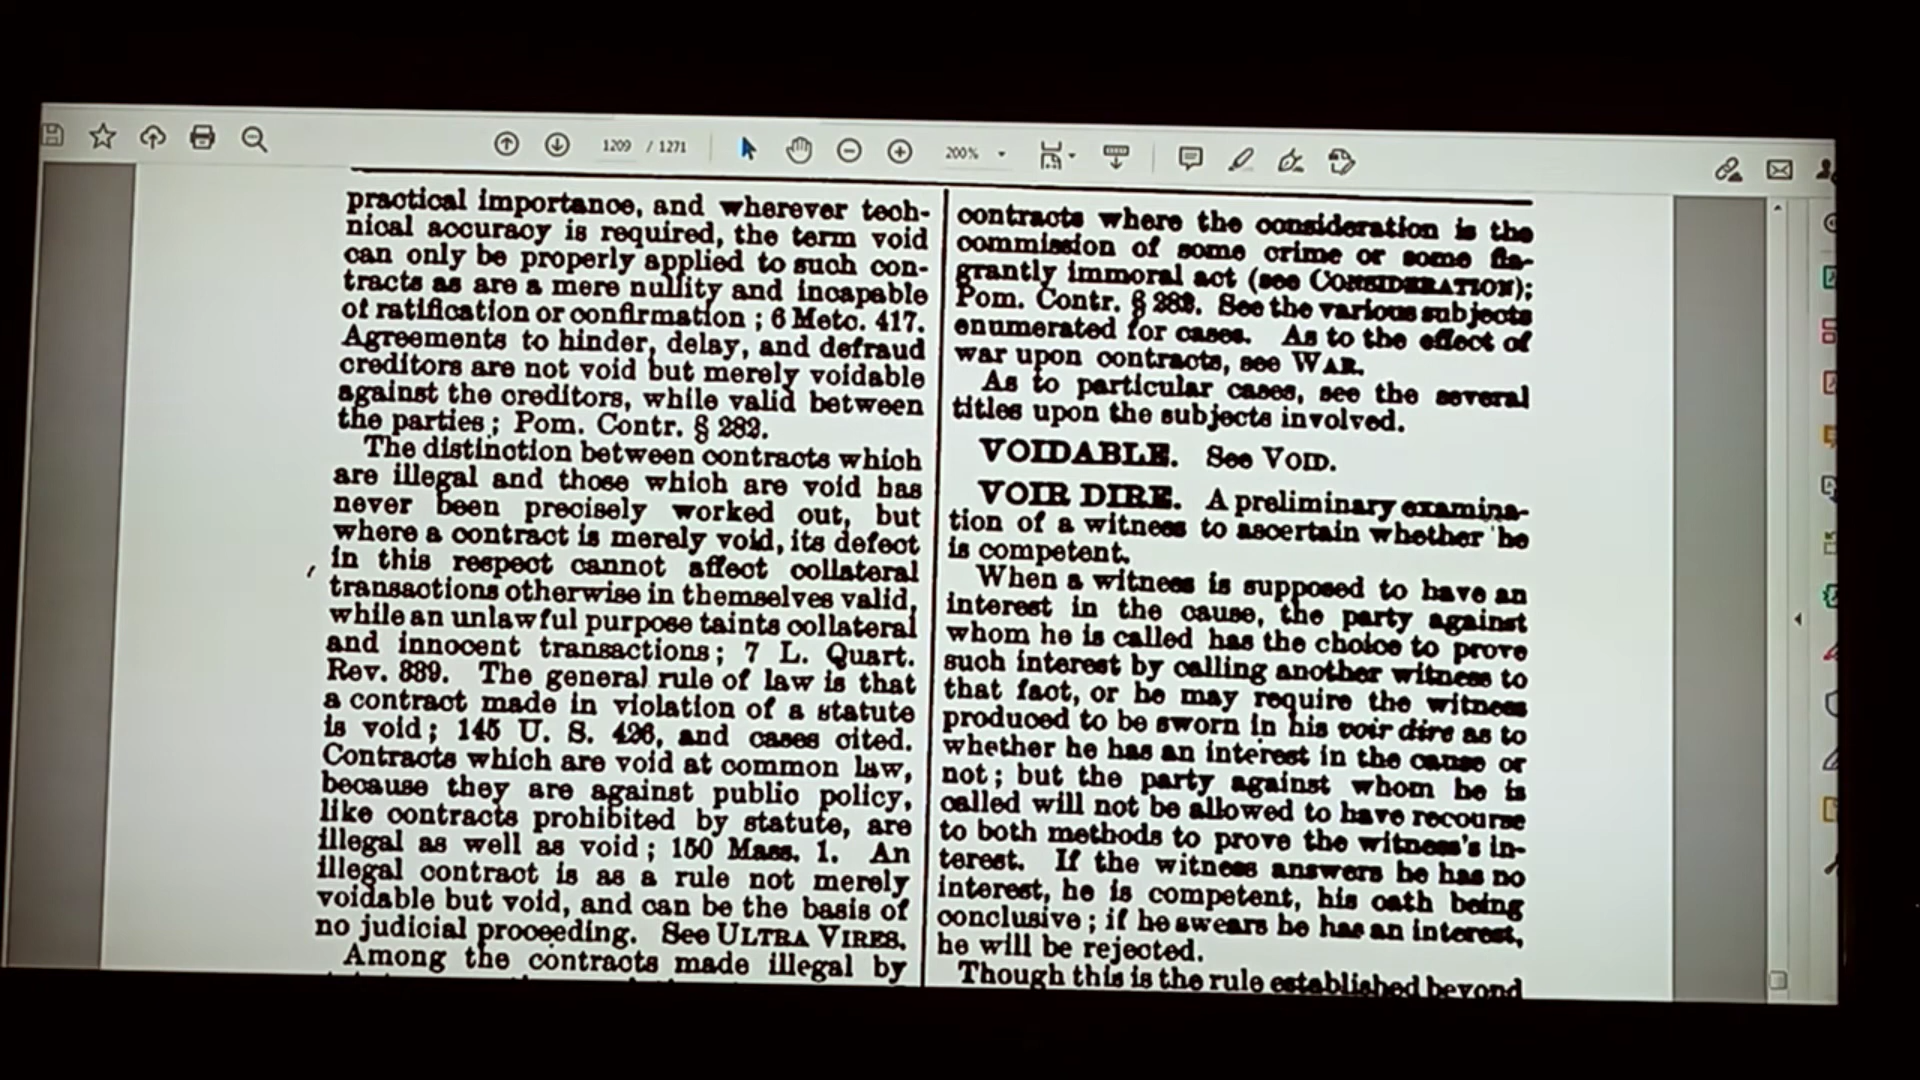 1209 / 1271
200%
practical importance, and wherever tech-
nical accuracy is required, the term void
can only be properly applied to such con-
tracts as are a mere nullity and incapable
of ratification or confirmation ; 6 Metc. 417.
Agreements to hinder, delay, and defraud
creditors are not void but merely voidable
against the creditors, while valid between
the parties ; Pom. Contr. § 282.
The distinction between contracts which
are illegal and those which are void has
never been precisely worked out, but
where a contract is merely void, its defect
in this respect cannot affect collateral
transactions otherwise in themselves valid,
while an unlawful purpose taints collateral
and innocent transactions ; 7 L. Quart.
Rev. 339. The general rule of law is that
a contract made in violation of a statute
is void ; 145 U. S. 426, and cases cited.
Contracts which are void at common law,
because they are against public policy,
like contracts prohibited by statute, are
illegal as well as void ; 150 Mass. 1. An
illegal contract is as a rule not merely
voidable but void, and can be the basis of
no judicial proceeding. See ULTRA VIRES.
Among the contracts made illegal by
contracts where the consideration is the
commission of some crime or some fla-
grantly immoral act (see CONSIDERATION);
Pom. Contr. § 282. See the various subjects
enumerated for cases. As to the effect of
war upon contracts, see WAR.
As to particular cases, see the several
titles upon the subjects involved.
VOIDABLE. See VOID.
VOIR DIRE. A preliminary examina-
tion of a witness to ascertain whether he
is competent.
When a witness is supposed to have an
interest in the cause, the party against
whom he is called has the choice to prove
such interest by calling another witness to
that fact, or he may require the witness
produced to be sworn in his voir dire as to
whether he has an interest in the cause or
not ; but the party against whom he is
called will not be allowed to have recourse
to both methods to prove the witness's in-
terest. If the witness answers he has no
interest, he is competent, his oath being
conclusive ; if he swears he has an interest,
he will be rejected.
Though this is the rule established beyond